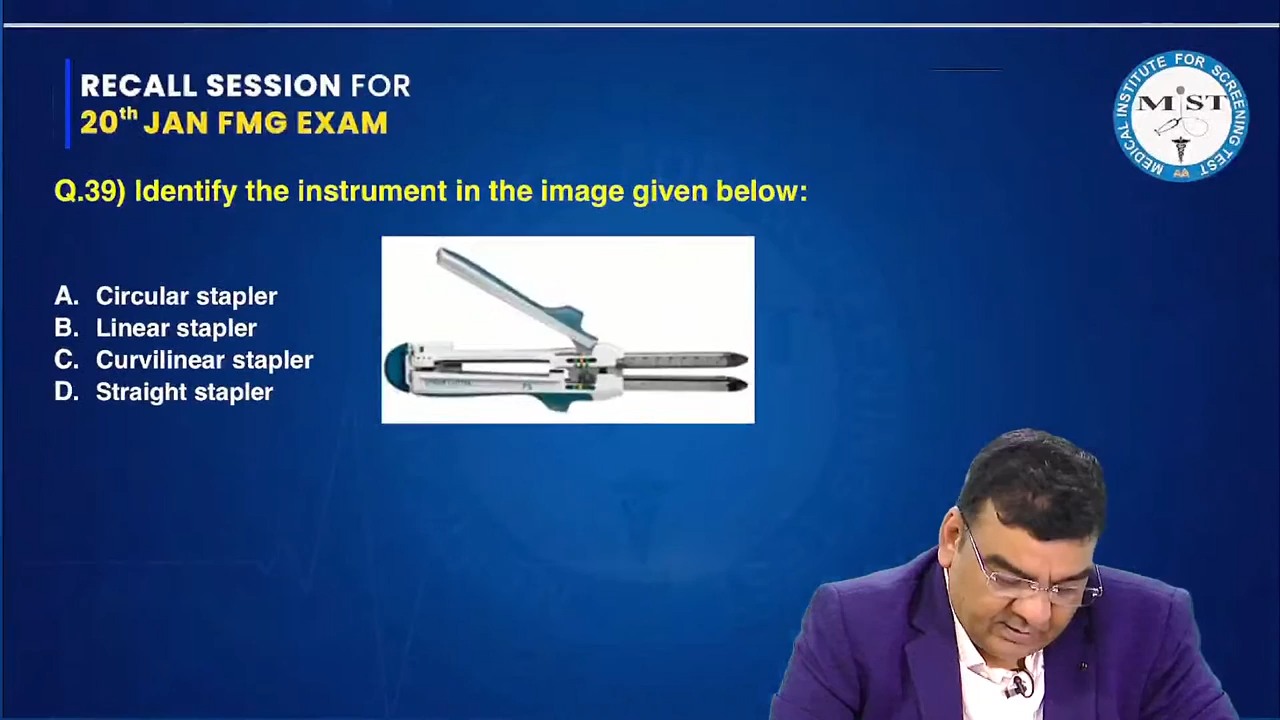 RECALL SESSION FOR
20th JAN FMG EXAM
MEDICAL INSTITUTE FOR SCREENING TEST
MIST
Q.39) Identify the instrument in the image given below:
A. Circular stapler
B. Linear stapler
C. Curvilinear stapler
D. Straight stapler